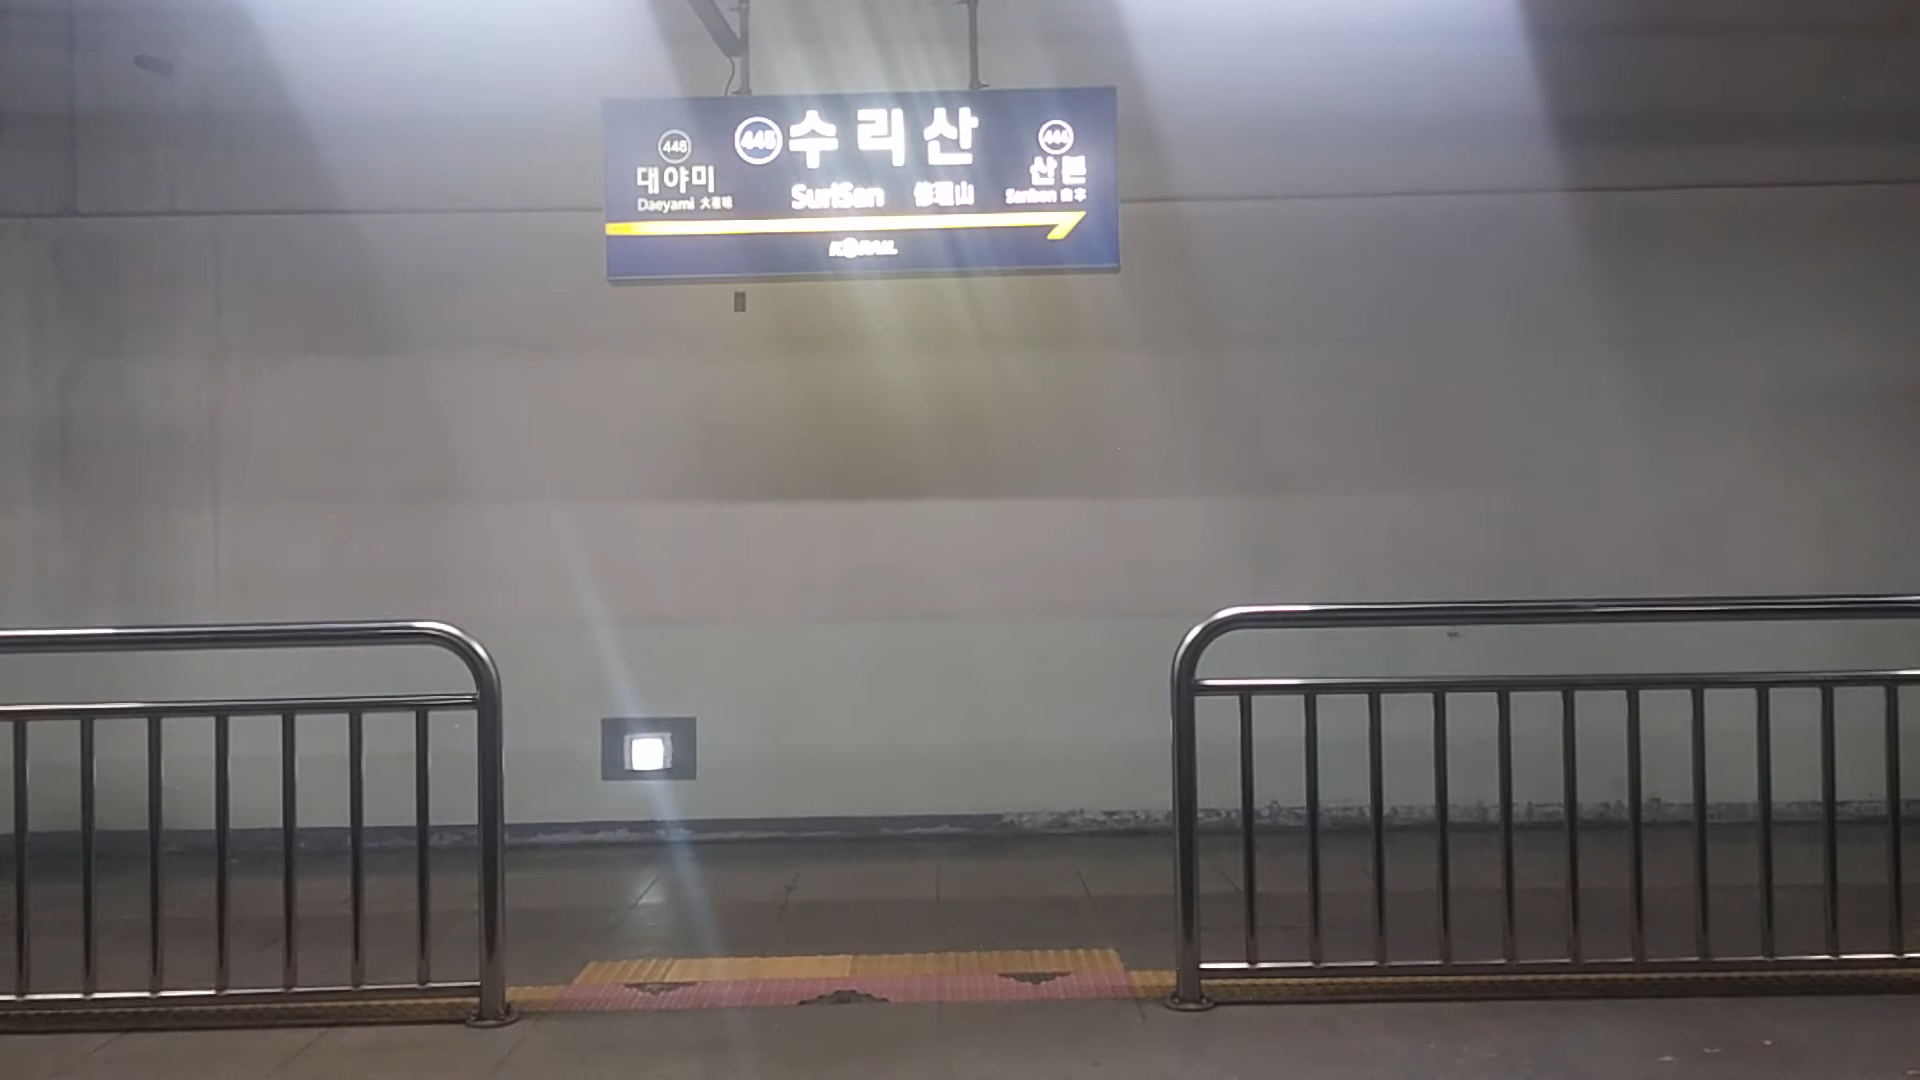 446
대야미
Daeyami 大夜味
445 수리산
SuriSan 修理山
444
산본
Sanbon 山本
KORAIL